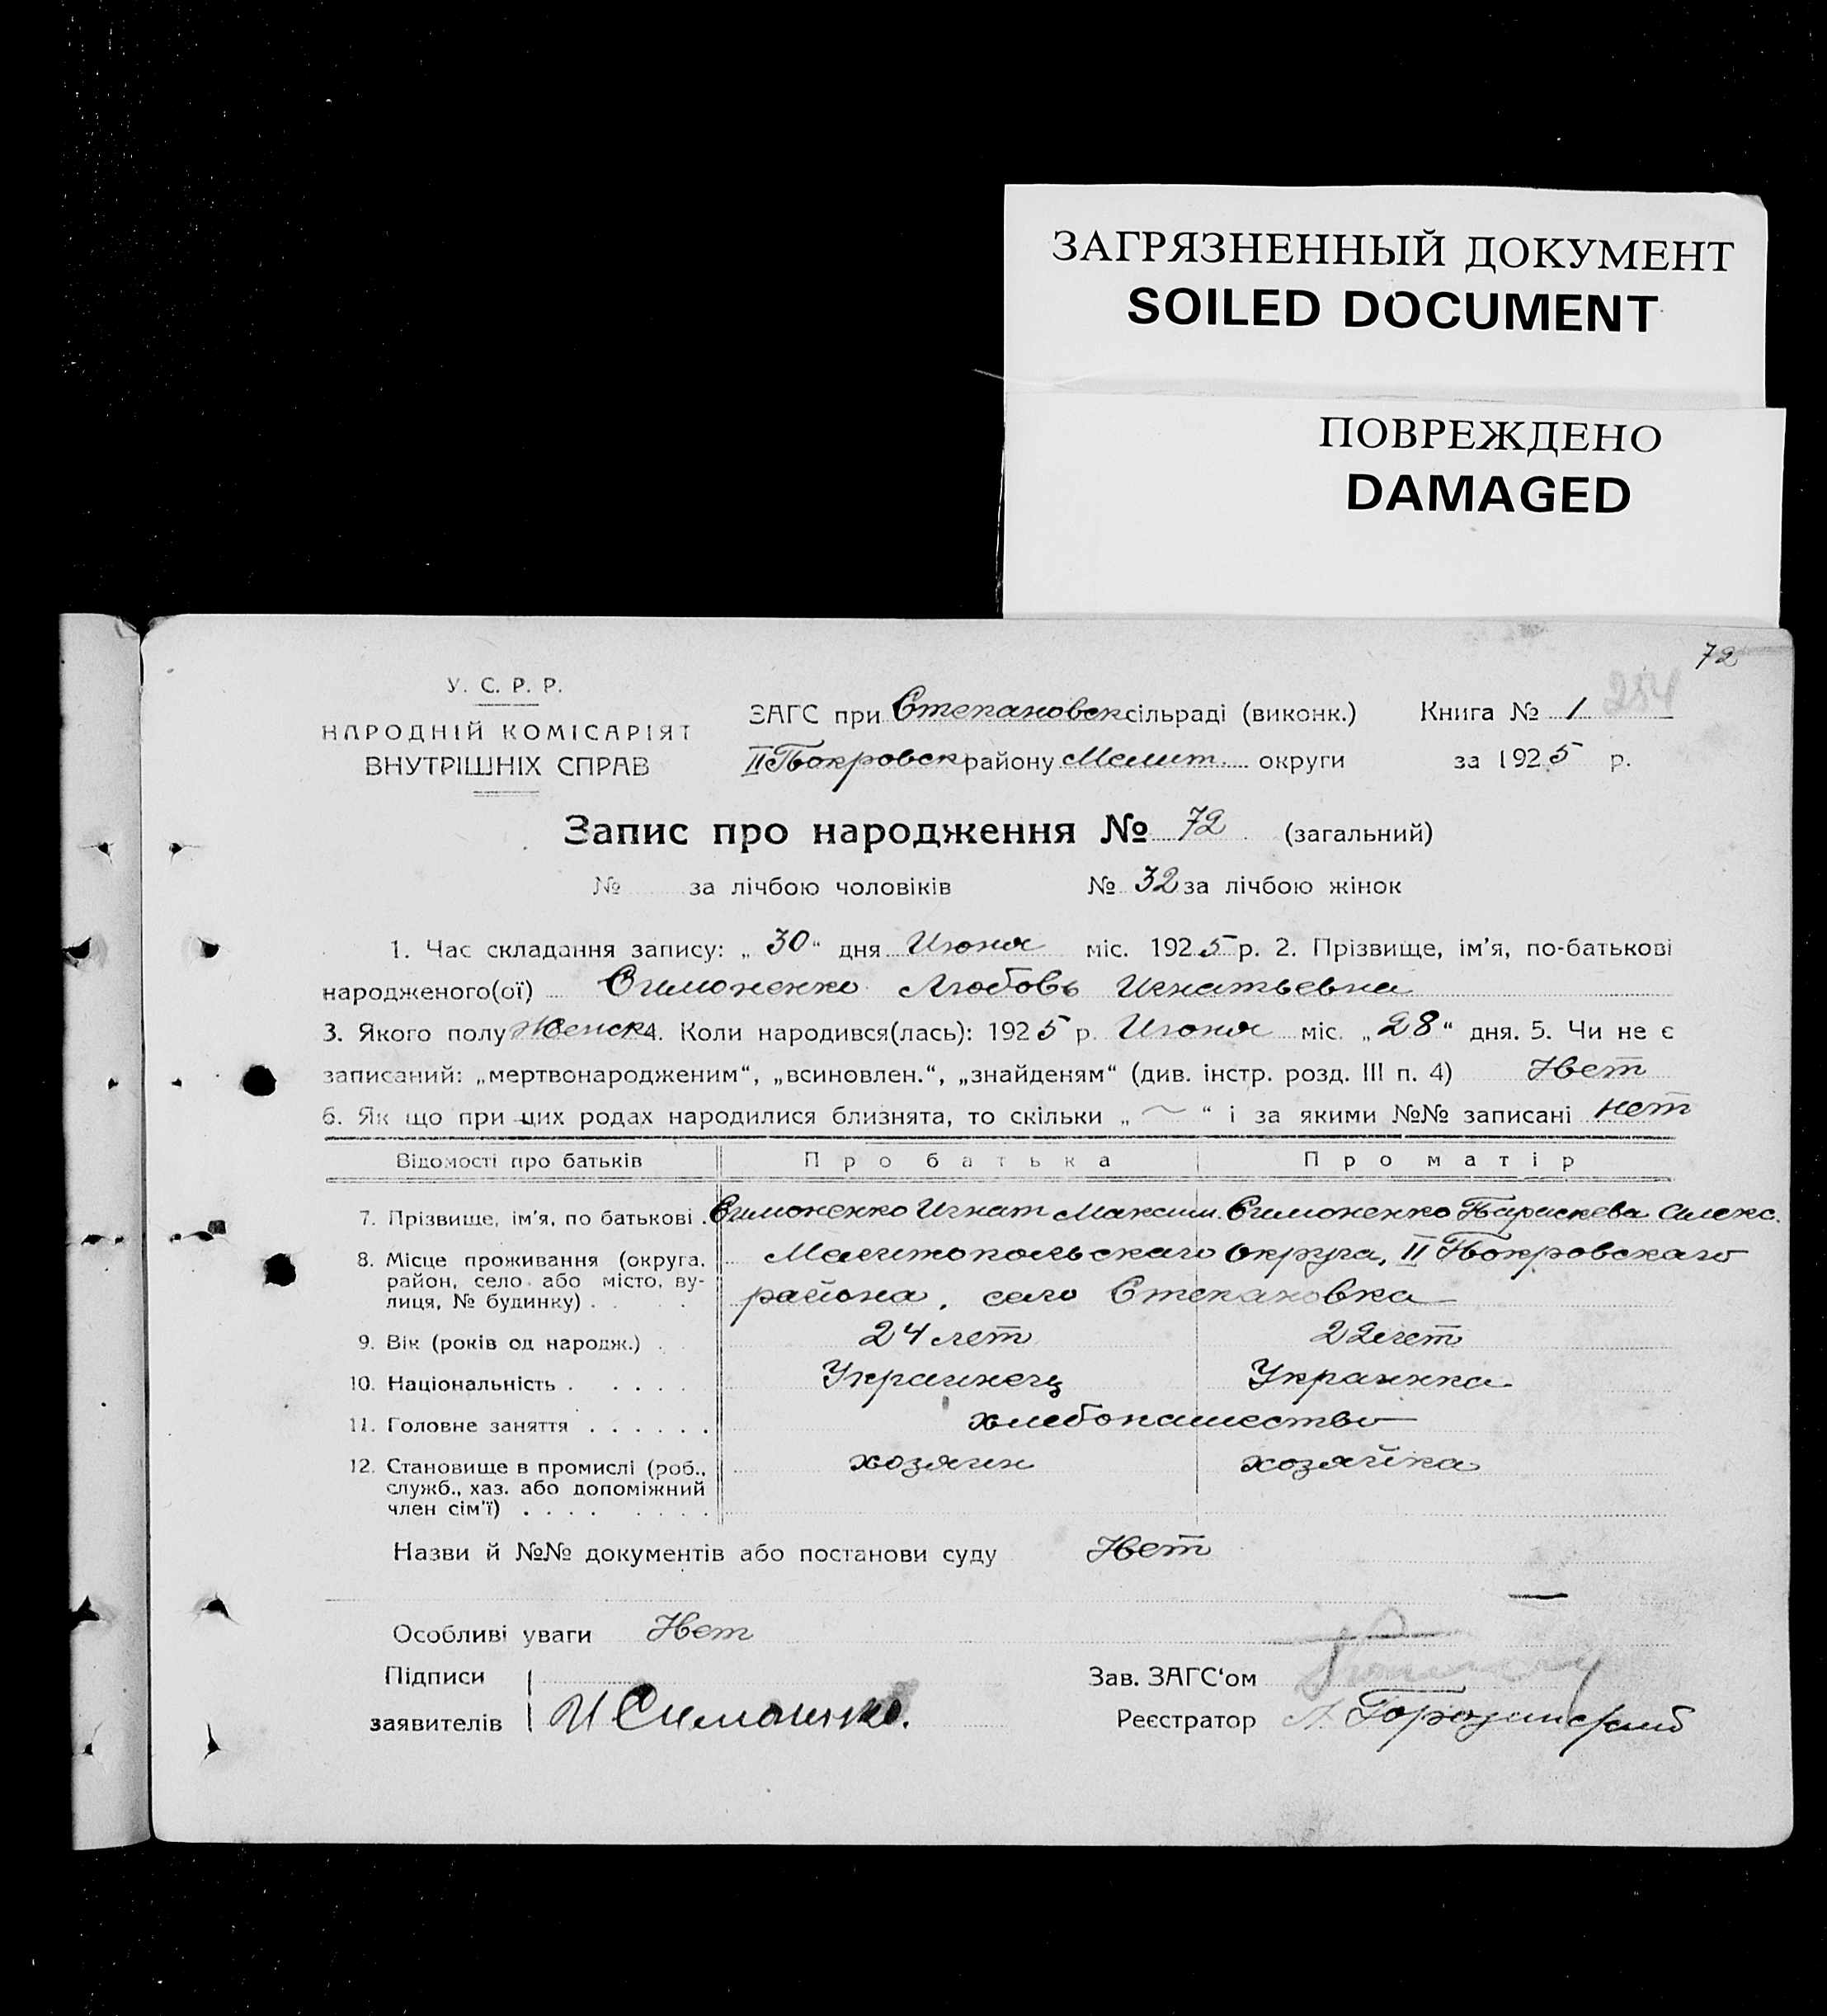 ЗАГРЯЗНЕННЫЙ ДОКУМЕНТ
SOILED DOCUMENT
ПОВРЕЖДЕНО
DAMAGED
72
254
У. С. Р. Р.
НАРОДНІЙ КОМІСАРІЯТ
ВНУТРІШНІХ СПРАВ
ЗАГС при Степановск сільраді (виконк.) Книга № 1
II Покровск району Мелит. округи за 1925 р.
Запис про народження № 72 (загальний)
№ за лічбою чоловіків № 32 за лічбою жінок
1. Час складання запису: „30“ дня Июня міс. 1925 р. 2. Прізвище, ім’я, по-батькові
народженого(ої) Симоненко Любовь Игнатьевна
3. Якого полу Женск 4. Коли народився(лась): 1925 р. Июня міс. „28“ дня. 5. Чи не є
записаний: „мертвонародженим“, „всиновлен.“, „знайденям“ (див. інстр. розд. III п. 4) Нет
6. Як що при цих родах народилися близнята, то скільки „~“ і за якими №№ записані нет
Відомості про батьків Про батька Про матір
7. Прізвище, ім’я, по батькові . Симоненко Игнат Максим. Симоненко Параскева Алекс.
8. Місце проживання (округа, Мелитопольскаго округа, II Покровскаго
район, село або місто, ву-
лиця, № будинку) . . . района, село Степановка
9. Вік (років од народж.) . . 24 лет 22 лет
10. Національність . . . . . Украинец Украинка
11. Головне заняття . . . . . . хлебопашество
12. Становище в промислі (роб., хозяин хозяйка
служб., хаз. або допоміжний
член сім’ї) . . . . . . . .
Назви й №№ документів або постанови суду Нет
Особливі уваги Нет
Підписи Зав. ЗАГС‘ом
заявителів И Симоненко. Реєстратор